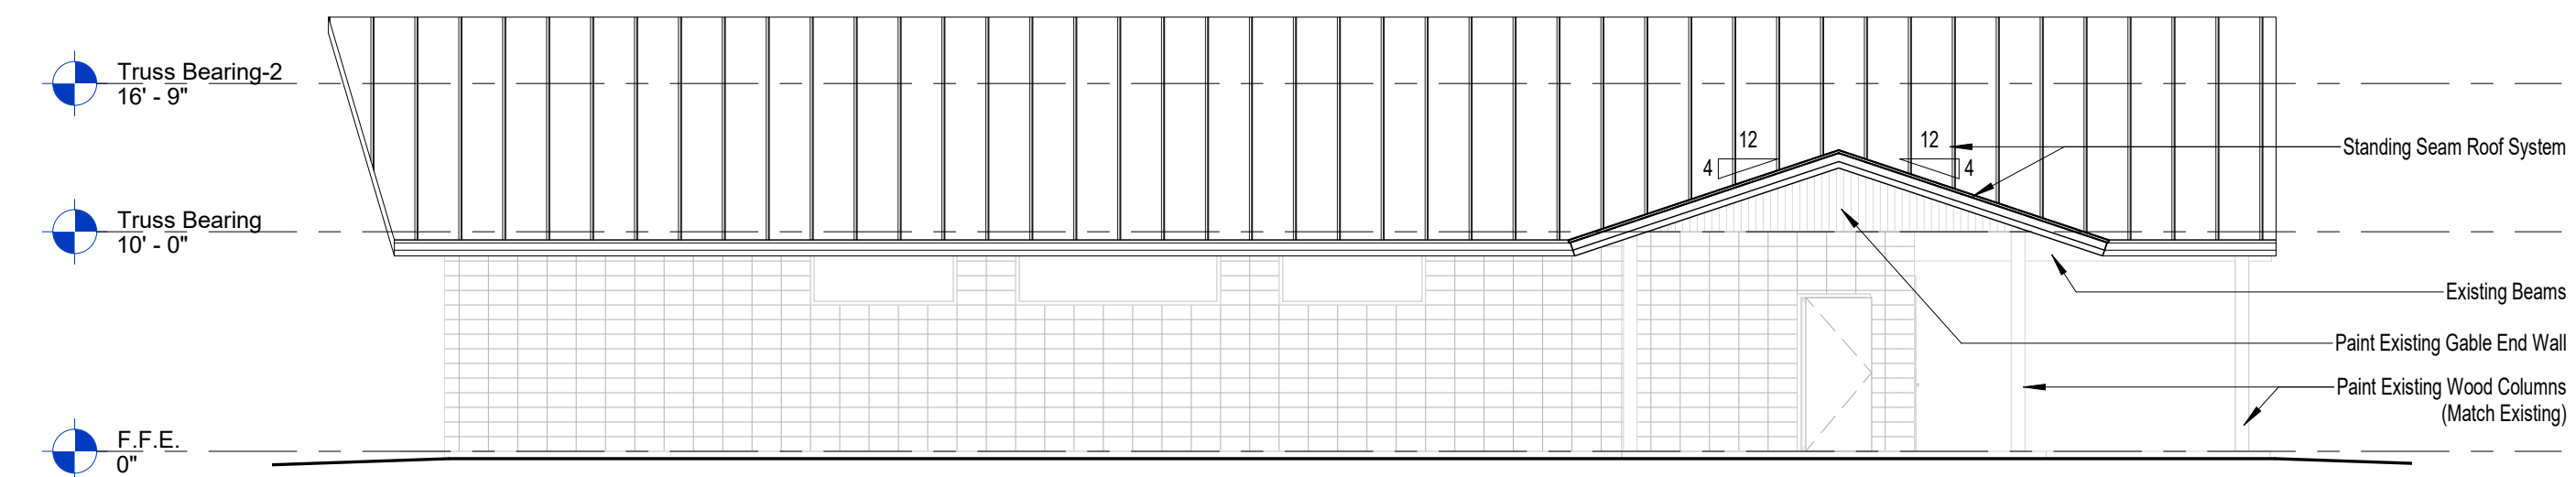 Truss Bearing-2
16' - 9"
12
12
4
4
Standing Seam Roof System
Truss Bearing
10' - 0"
Existing Beams
Paint Existing Gable End Wall
Paint Existing Wood Columns
(Match Existing)
F.F.E.
0"